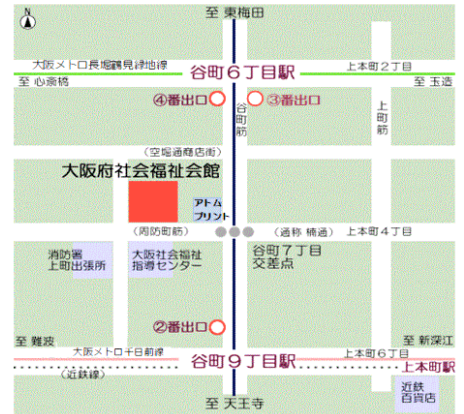 N
至 東梅田
大阪メトロ長堀鶴見緑地線
谷町6丁目駅
上本町2丁目
至 心斎橋
至 玉造
④番出口
③番出口
谷町筋
上町筋
(空堀通商店街)
大阪府社会福祉会館
アトム
プリント
(周防町筋)
(通称 楠通)
上本町4丁目
消防署
上町出張所
大阪社会福祉
指導センター
谷町7丁目
交差点
②番出口
至 難波
至 新深江
大阪メトロ千日前線
谷町9丁目駅
上本町6丁目
(近鉄線)
上本町駅
近鉄
百貨店
至 天王寺